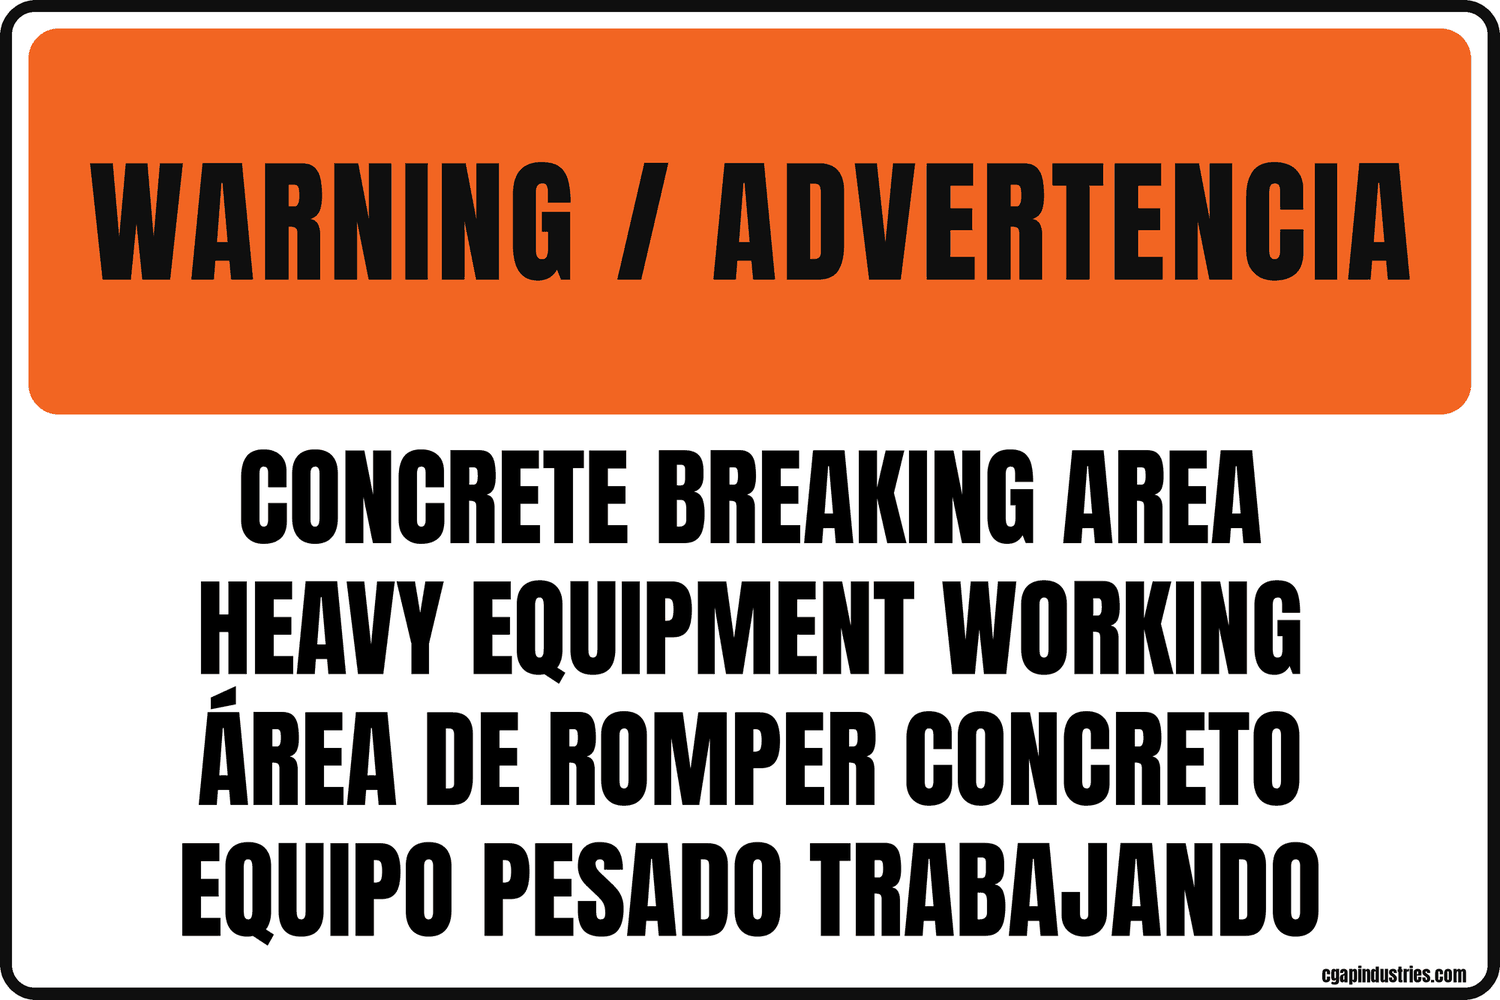 WARNING / ADVERTENCIA
CONCRETE BREAKING AREA
HEAVY EQUIPMENT WORKING
ÁREA DE ROMPER CONCRETO
EQUIPO PESADO TRABAJANDO
cgapindustries.com